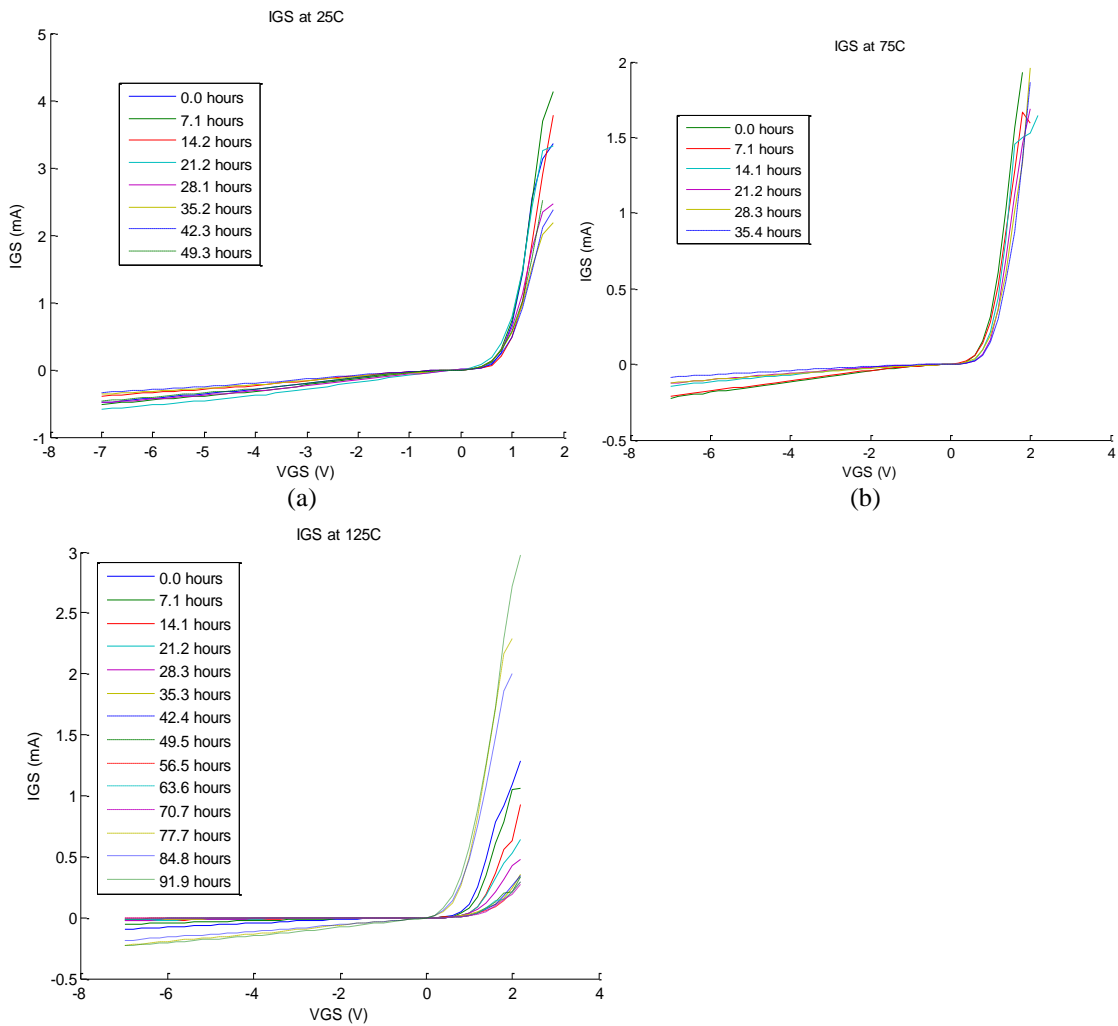 IGS at 25C
5
4
3
2
1
0
-1
IGS (mA)
0.0 hours
7.1 hours
14.2 hours
21.2 hours
28.1 hours
35.2 hours
42.3 hours
49.3 hours
-8 -7 -6 -5 -4 -3 -2 -1 0 1 2
VGS (V)
(a)
IGS at 75C
2
1.5
1
0.5
0
-0.5
IGS (mA)
0.0 hours
7.1 hours
14.1 hours
21.2 hours
28.3 hours
35.4 hours
-8 -6 -4 -2 0 2 4
VGS (V)
(b)
IGS at 125C
3
2.5
2
1.5
1
0.5
0
-0.5
IGS (mA)
0.0 hours
7.1 hours
14.1 hours
21.2 hours
28.3 hours
35.3 hours
42.4 hours
49.5 hours
56.5 hours
63.6 hours
70.7 hours
77.7 hours
84.8 hours
91.9 hours
-8 -6 -4 -2 0 2 4
VGS (V)